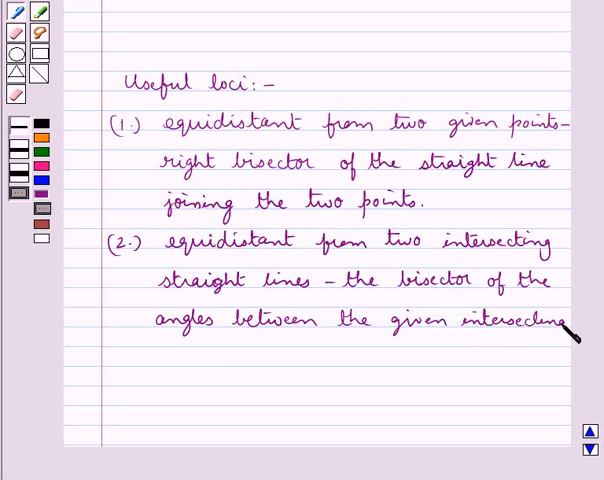 Useful loci:-
(1.) equidistant from two given points-
right bisector of the straight line
joining the two points.
(2.) equidistant from two intersecting
straight lines - the bisector of the
angles between the given